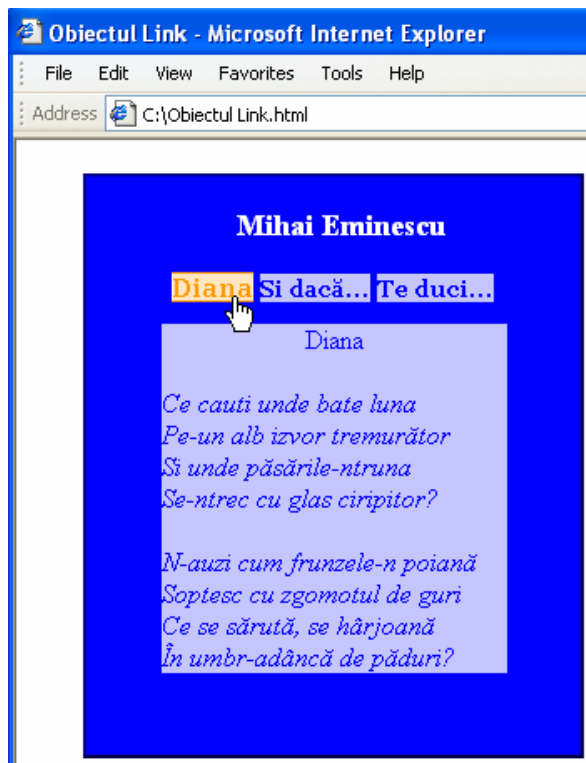 Obiectul Link - Microsoft Internet Explorer
File Edit View Favorites Tools Help
Address C:\Obiectul Link.html
Mihai Eminescu
Diana Si dacă... Te duci...
Diana
Ce cauti unde bate luna
Pe-un alb izvor tremurător
Si unde păsările-ntruna
Se-ntrec cu glas ciripitor?
N-auzi cum frunzele-n poiană
Soptesc cu zgomotul de guri
Ce se sărută, se hârjoană
În umbr-adâncă de păduri?